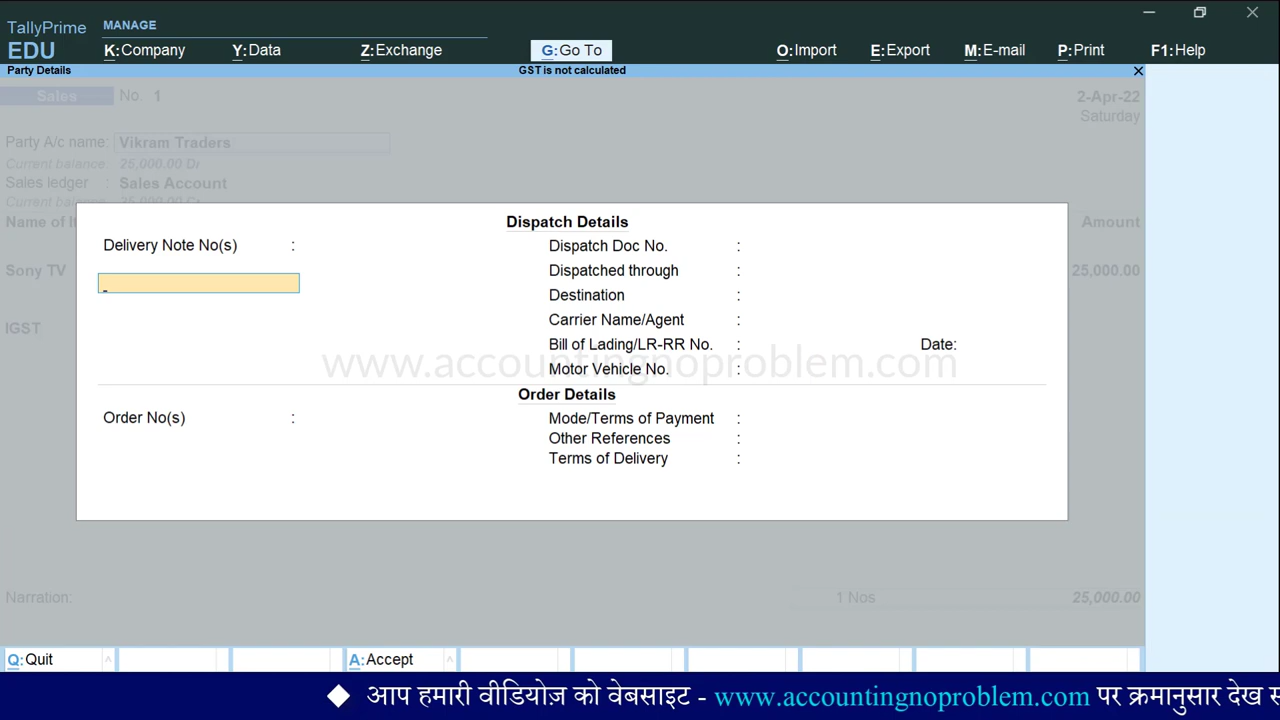 TallyPrime
EDU
MANAGE
K:Company Y:Data Z:Exchange G:Go To O:Import E:Export M:E-mail P:Print F1:Help
Party Details GST is not calculated
Sales No. 1 2-Apr-22
Saturday
Party A/c name: Vikram Traders
Current balance : 25,000.00 Dr
Sales ledger : Sales Account
Current balance
Name of It Amount
Sony TV 25,000.00
IGST
Dispatch Details
Delivery Note No(s) :
Dispatch Doc No. :
Dispatched through :
Destination :
Carrier Name/Agent :
Bill of Lading/LR-RR No. : Date:
Motor Vehicle No. :
www.accountingnoproblem.com
Order Details
Order No(s) :
Mode/Terms of Payment :
Other References :
Terms of Delivery :
Narration: 1 Nos 25,000.00
Q:Quit A:Accept
◆ आप हमारी वीडियोज़ को वेबसाइट - www.accountingnoproblem.com पर क्रमानुसार देख